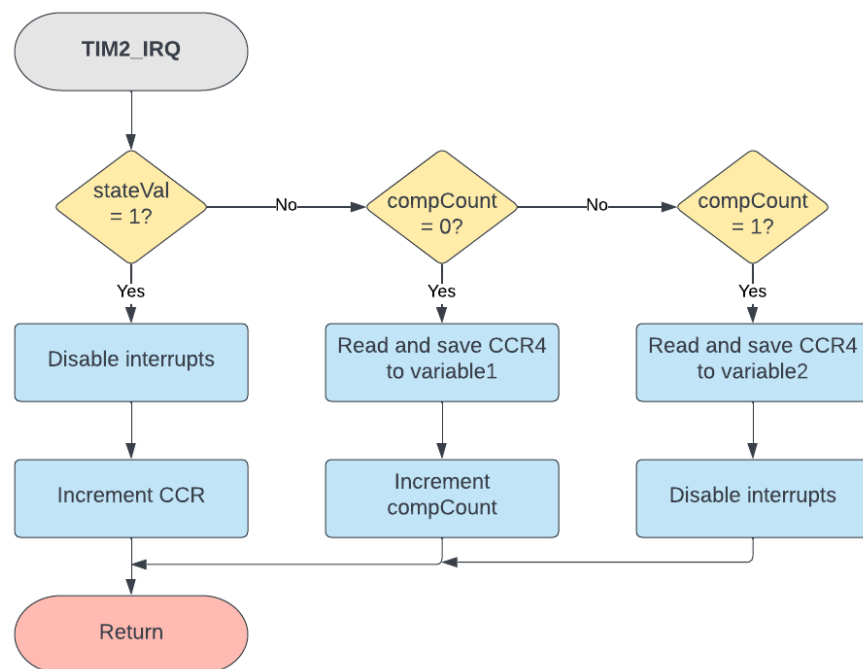 TIM2_IRQ
stateVal
= 1?
No
compCount
= 0?
No
compCount
= 1?
Yes
Yes
Yes
Disable interrupts
Read and save CCR4
to variable1
Read and save CCR4
to variable2
Increment CCR
Increment
compCount
Disable interrupts
Return